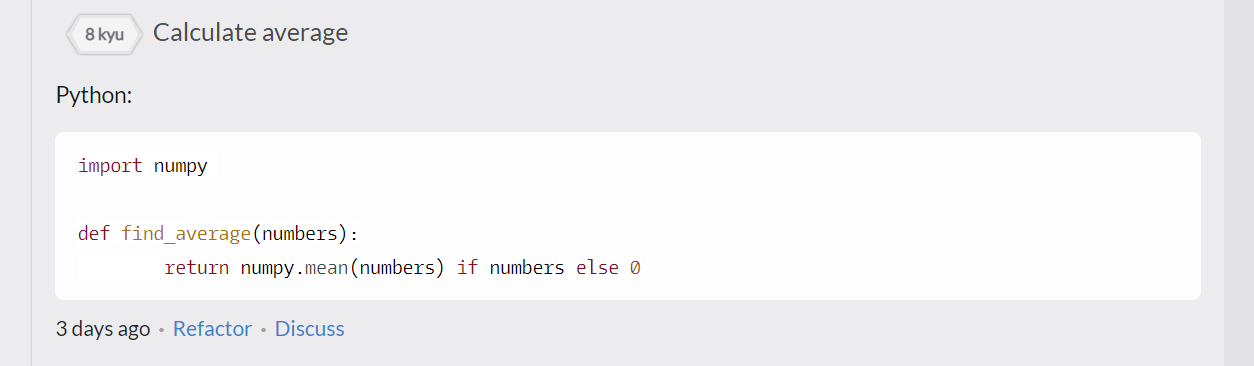 8 kyu Calculate average
Python:
import numpy
def find_average(numbers):
return numpy.mean(numbers) if numbers else 0
3 days ago • Refactor • Discuss